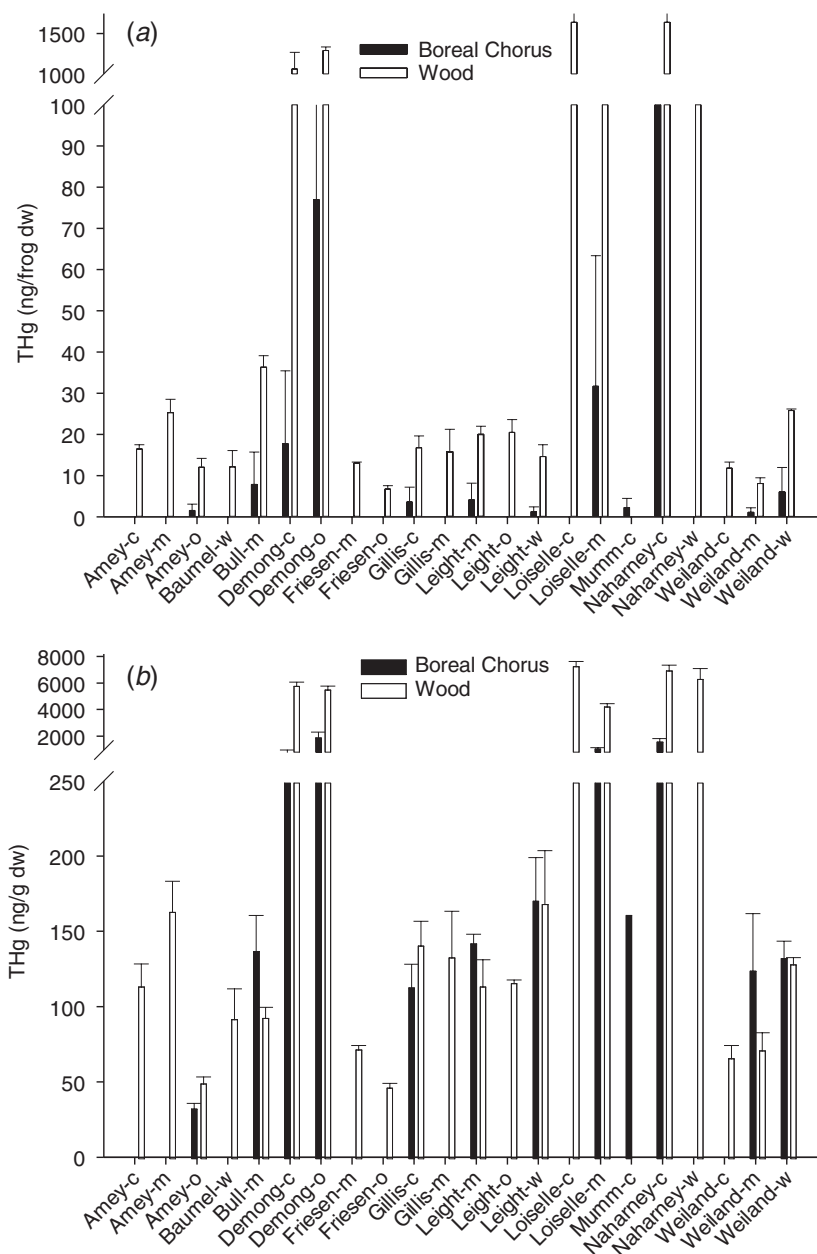 (a)
Boreal Chorus
Wood
1500
1000
100
90
80
70
60
50
40
30
20
10
0
THg (ng/frog dw)
Amey-c
Amey-m
Amey-o
Baumel-w
Bull-m
Demong-c
Demong-o
Friesen-m
Friesen-o
Gillis-c
Gillis-m
Leight-m
Leight-o
Leight-w
Loiselle-c
Loiselle-m
Mumm-c
Naharney-c
Naharney-w
Weiland-c
Weiland-m
Weiland-w
(b)
Boreal Chorus
Wood
8000
6000
4000
2000
250
200
150
100
50
0
THg (ng/g dw)
Amey-c
Amey-m
Amey-o
Baumel-w
Bull-m
Demong-c
Demong-o
Friesen-m
Friesen-o
Gillis-c
Gillis-m
Leight-m
Leight-o
Leight-w
Loiselle-c
Loiselle-m
Mumm-c
Naharney-c
Naharney-w
Weiland-c
Weiland-m
Weiland-w